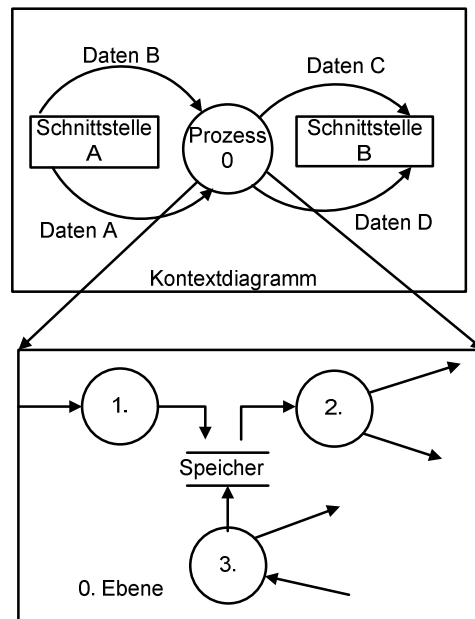 Daten B
Daten C
Schnittstelle
A
Prozess
0
Schnittstelle
B
Daten A
Daten D
Kontextdiagramm
1.
2.
Speicher
3.
0. Ebene